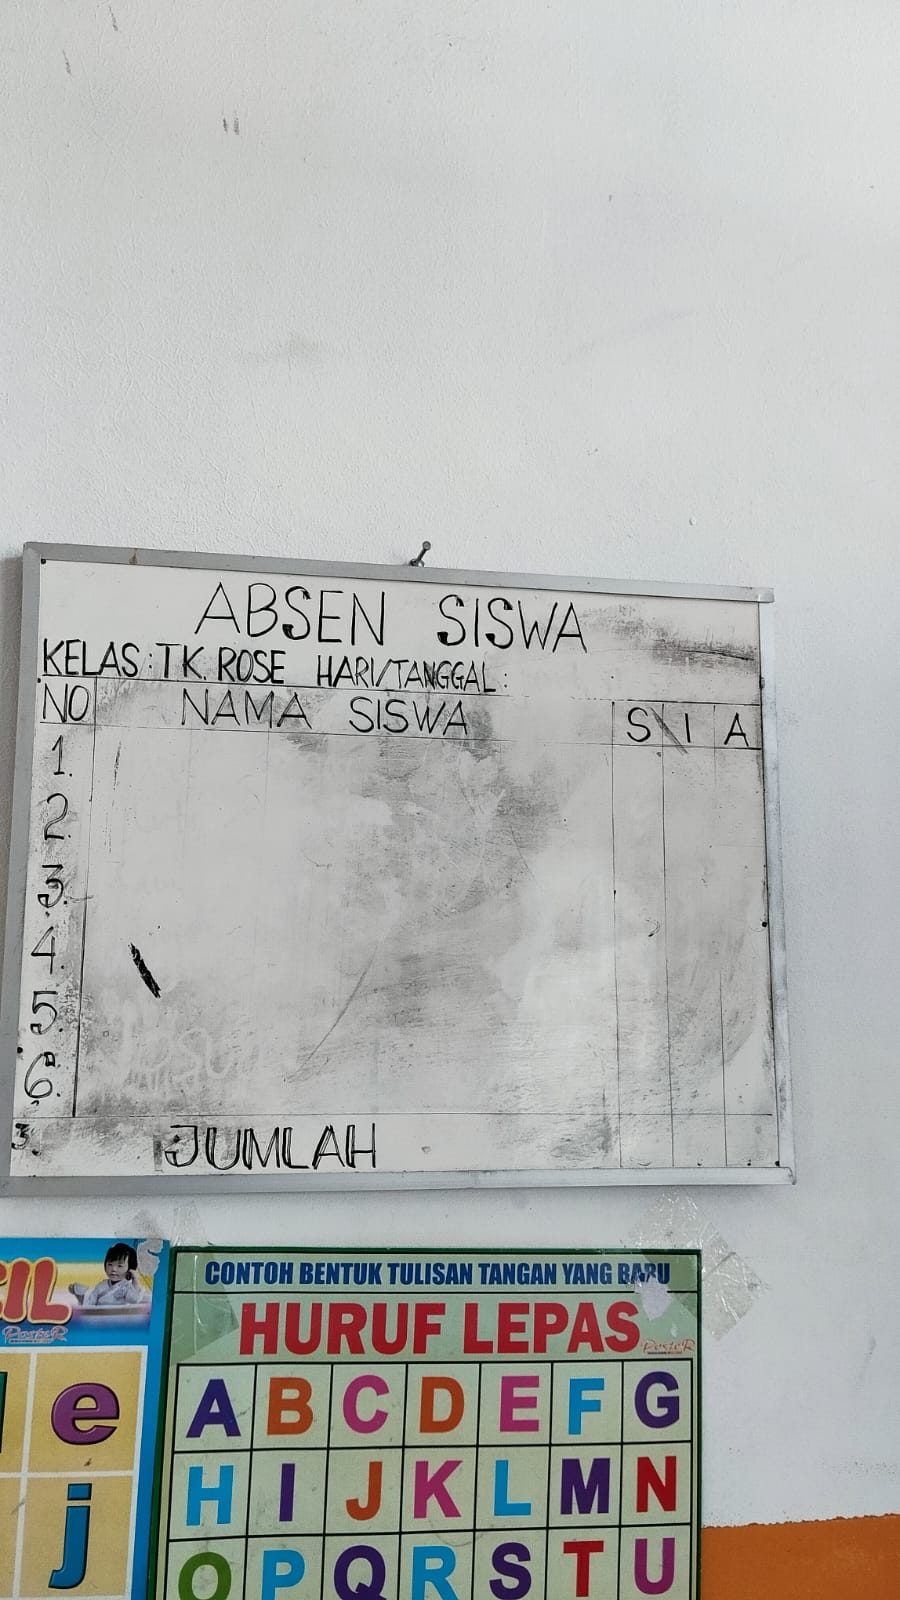 ABSEN SISWA
KELAS : TK. ROSE HARI/TANGGAL :
NO NAMA SISWA S I A
1.
2.
3.
4.
5.
6.
3. JUMLAH
CONTOH BENTUK TULISAN TANGAN YANG BARU
HURUF LEPAS
PosteR
A B C D E F G
H I J K L M N
O P Q R S T U
IL
PosteR
e
j